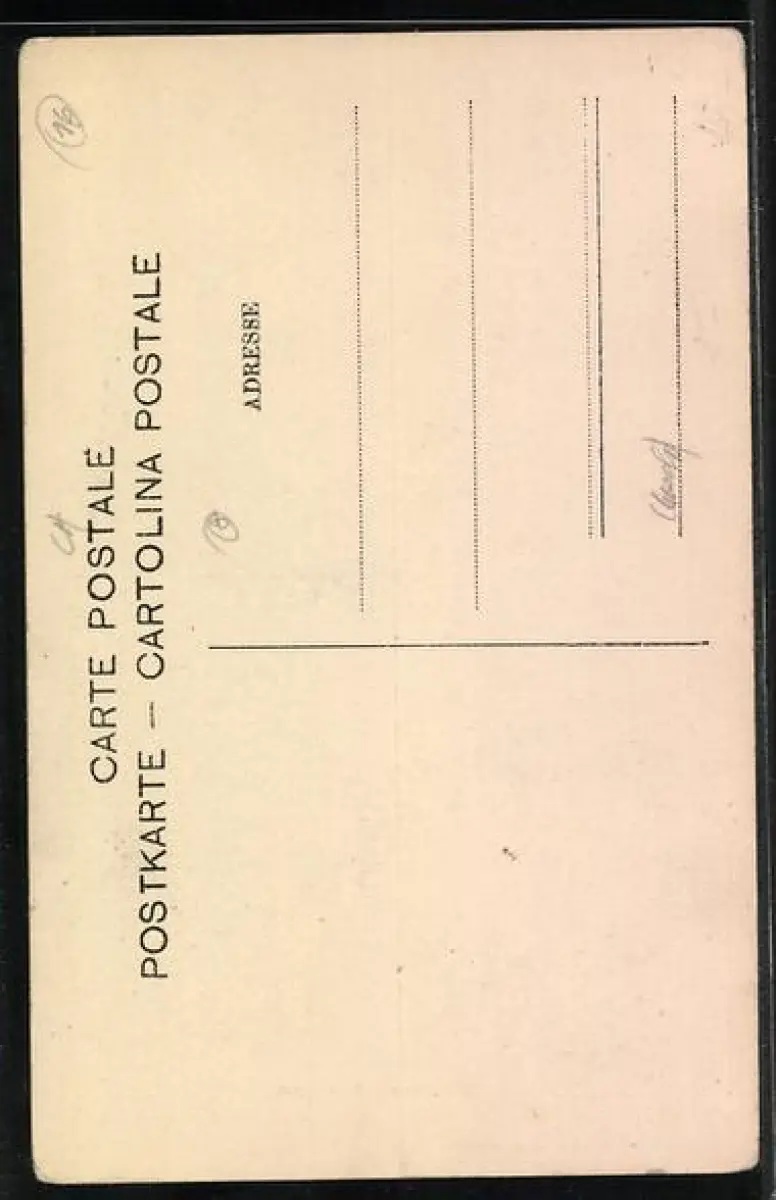 CARTE POSTALE
POSTKARTE — CARTOLINA POSTALE
ADRESSE